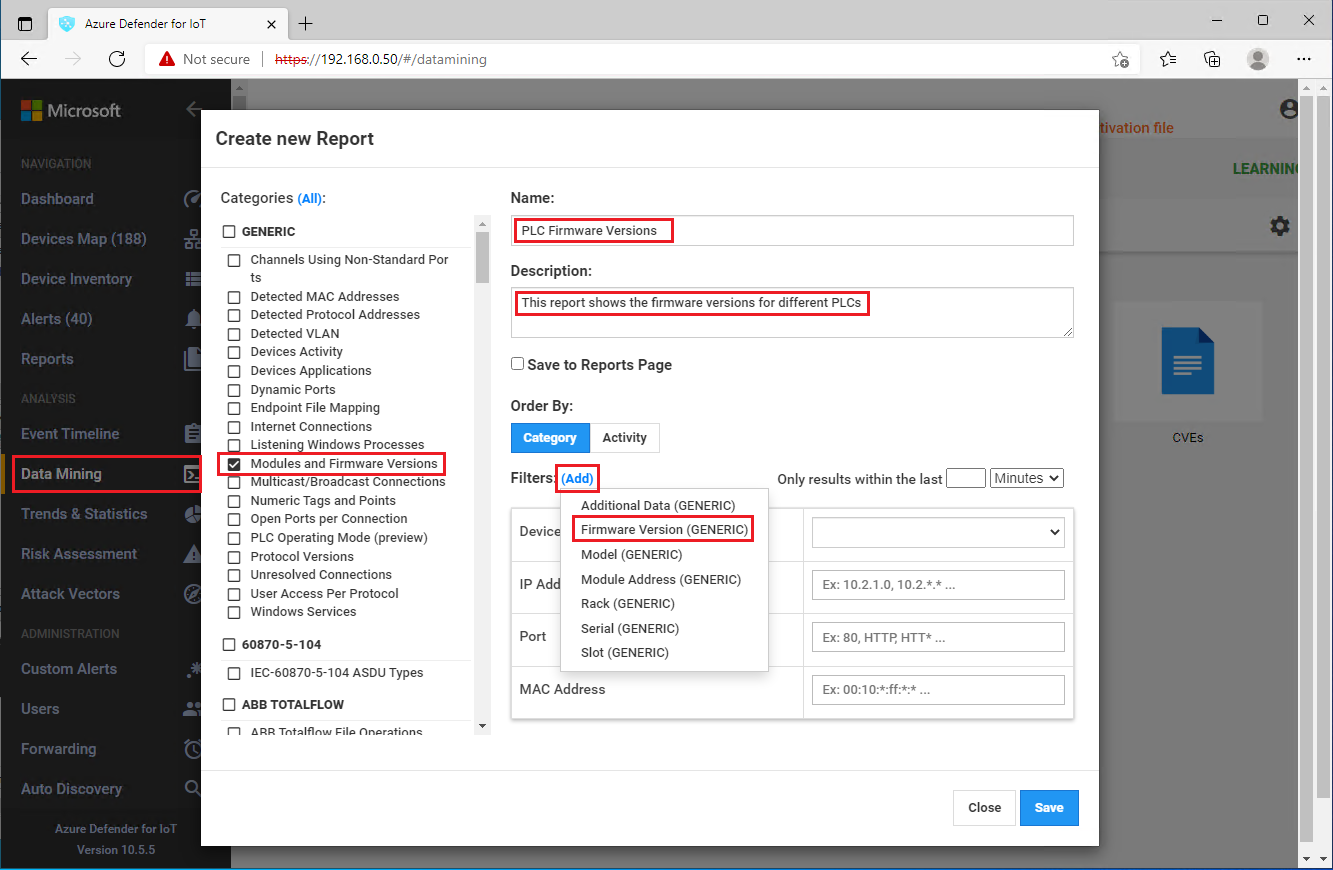 Azure Defender for IoT
Not secure
https://192.168.0.50/#/datamining
Microsoft
NAVIGATION
Dashboard
Devices Map (188)
Device Inventory
Alerts (40)
Reports
ANALYSIS
Event Timeline
Data Mining
Trends & Statistics
Risk Assessment
Attack Vectors
ADMINISTRATION
Custom Alerts
Users
Forwarding
Auto Discovery
Azure Defender for IoT
Version 10.5.5
tivation file
LEARNING
CVEs
Create new Report
Categories (All):
GENERIC
Channels Using Non-Standard Por
ts
Detected MAC Addresses
Detected Protocol Addresses
Detected VLAN
Devices Activity
Devices Applications
Dynamic Ports
Endpoint File Mapping
Internet Connections
Listening Windows Processes
Modules and Firmware Versions
Multicast/Broadcast Connections
Numeric Tags and Points
Open Ports per Connection
PLC Operating Mode (preview)
Protocol Versions
Unresolved Connections
User Access Per Protocol
Windows Services
60870-5-104
IEC-60870-5-104 ASDU Types
ABB TOTALFLOW
ABB Totalflow File Operations
Name:
PLC Firmware Versions
Description:
This report shows the firmware versions for different PLCs
Save to Reports Page
Order By:
Category Activity
Filters: (Add)
Only results within the last Minutes
Additional Data (GENERIC)
Firmware Version (GENERIC)
Model (GENERIC)
Module Address (GENERIC)
Rack (GENERIC)
Serial (GENERIC)
Slot (GENERIC)
Device
IP Add
Ex: 10.2.1.0, 10.2.*.* ...
Port
Ex: 80, HTTP, HTT* ...
MAC Address
Ex: 00:10:*:ff:*:* ...
Close Save